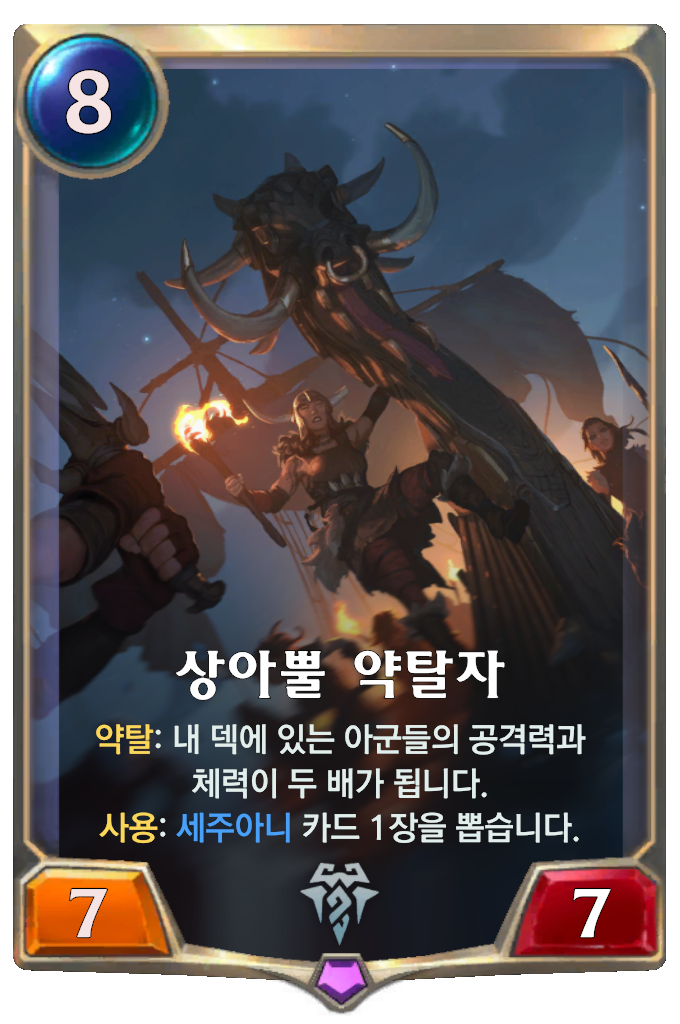 8
상아뿔 약탈자
약탈: 내 덱에 있는 아군들의 공격력과
체력이 두 배가 됩니다.
사용: 세주아니 카드 1장을 뽑습니다.
7
7